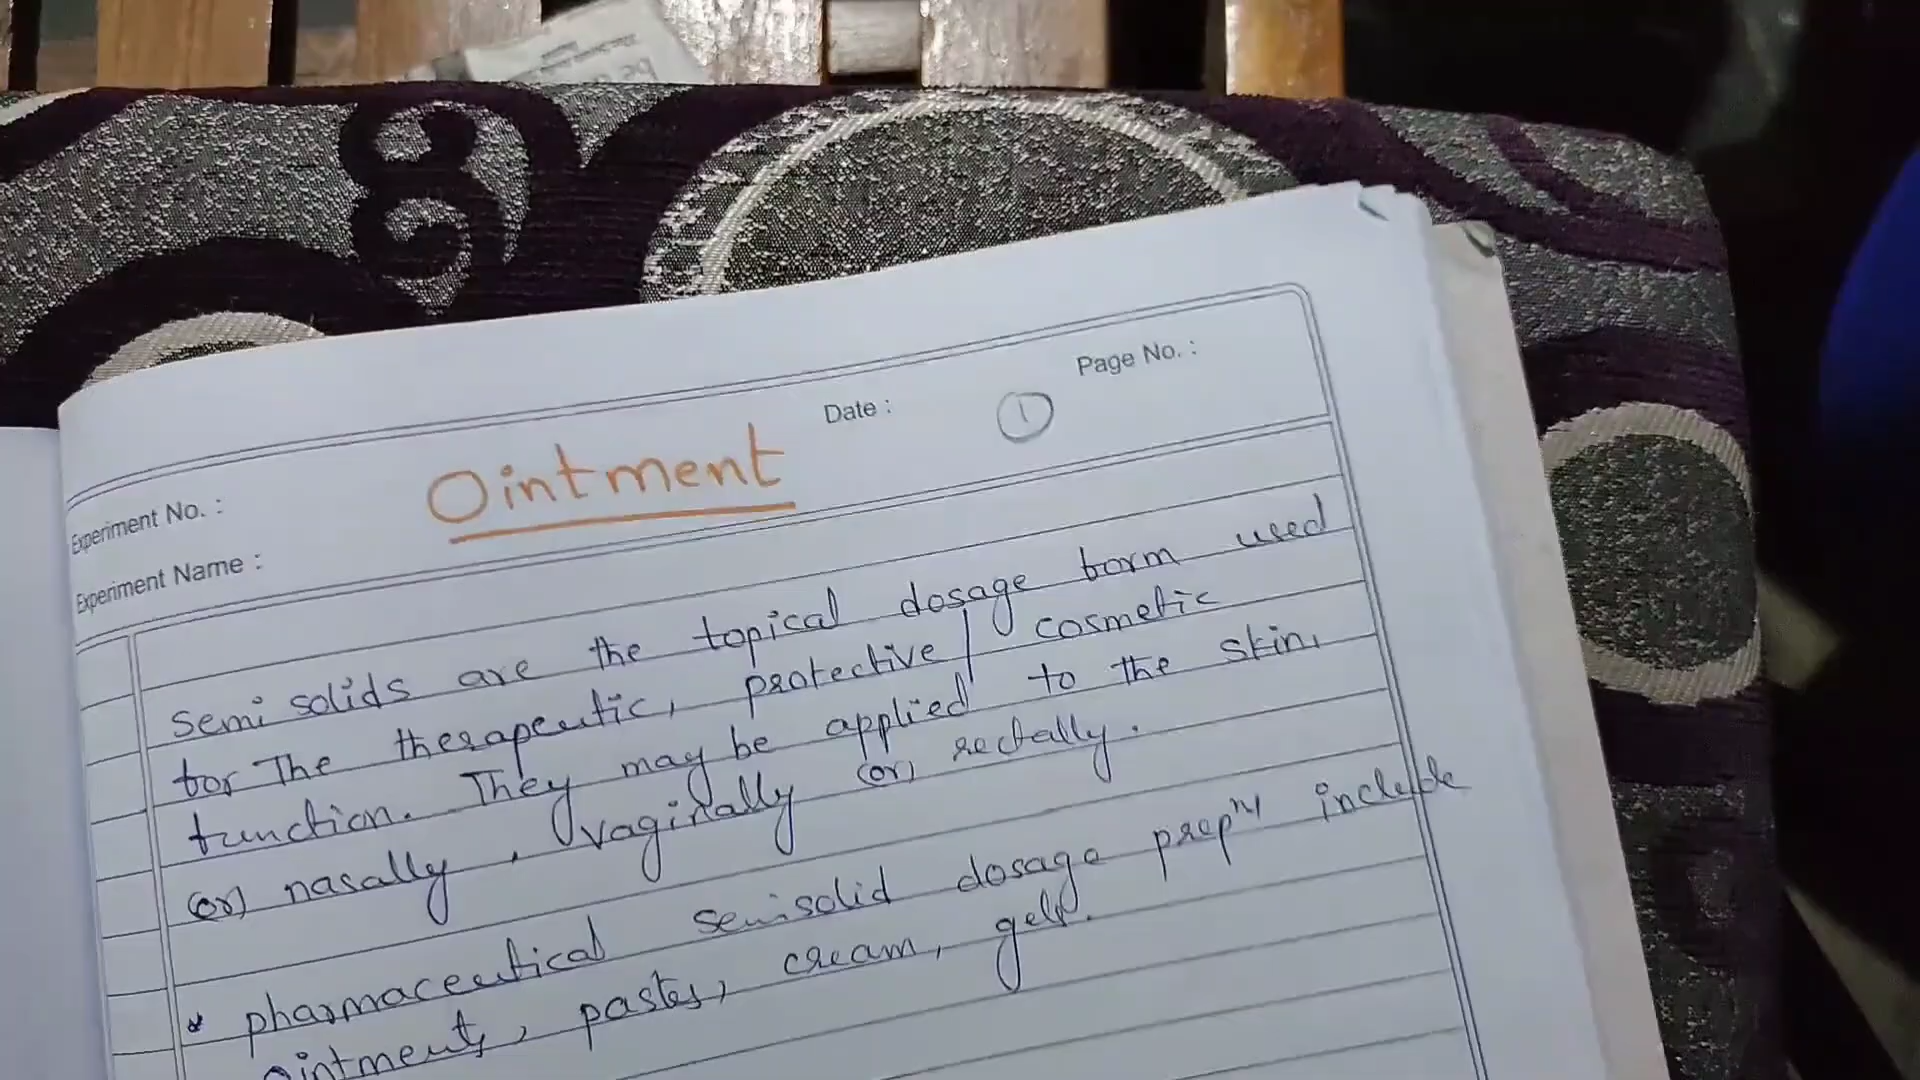 Page No. :
Date :
1
Experiment No. :
Ointment
Experiment Name :
Semi solids are the topical dosage form used
for The therapeutic, protective / cosmetic
function. They may be applied to the skin,
(or) nasally, vaginally (or) rectally.
* pharmaceutical semisolid dosage prepⁿ include
ointments, pastes, cream, gels.